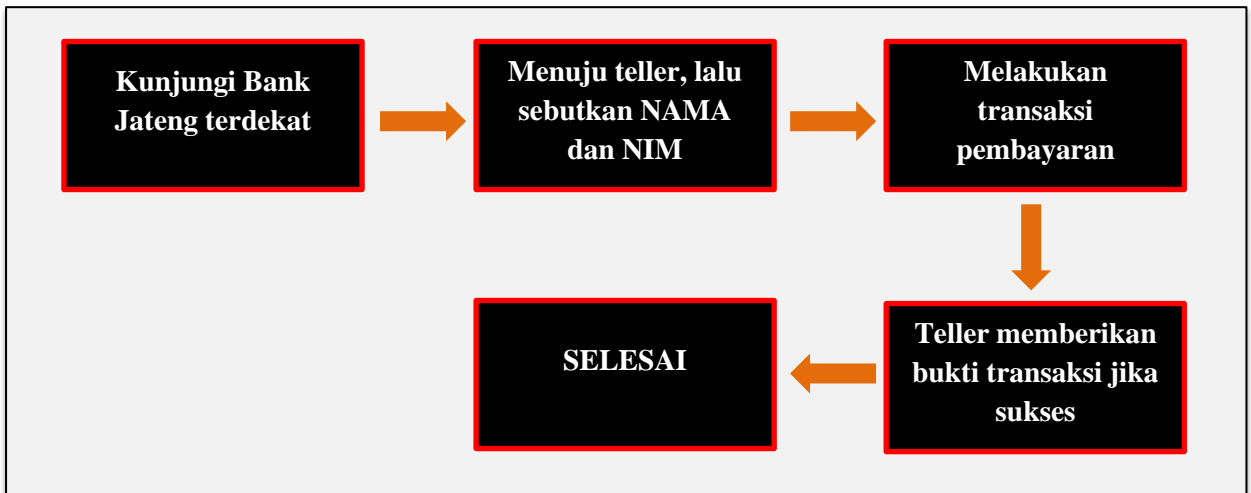 Kunjungi Bank
Jateng terdekat
Menuju teller, lalu
sebutkan NAMA
dan NIM
Melakukan
transaksi
pembayaran
Teller memberikan
bukti transaksi jika
sukses
SELESAI